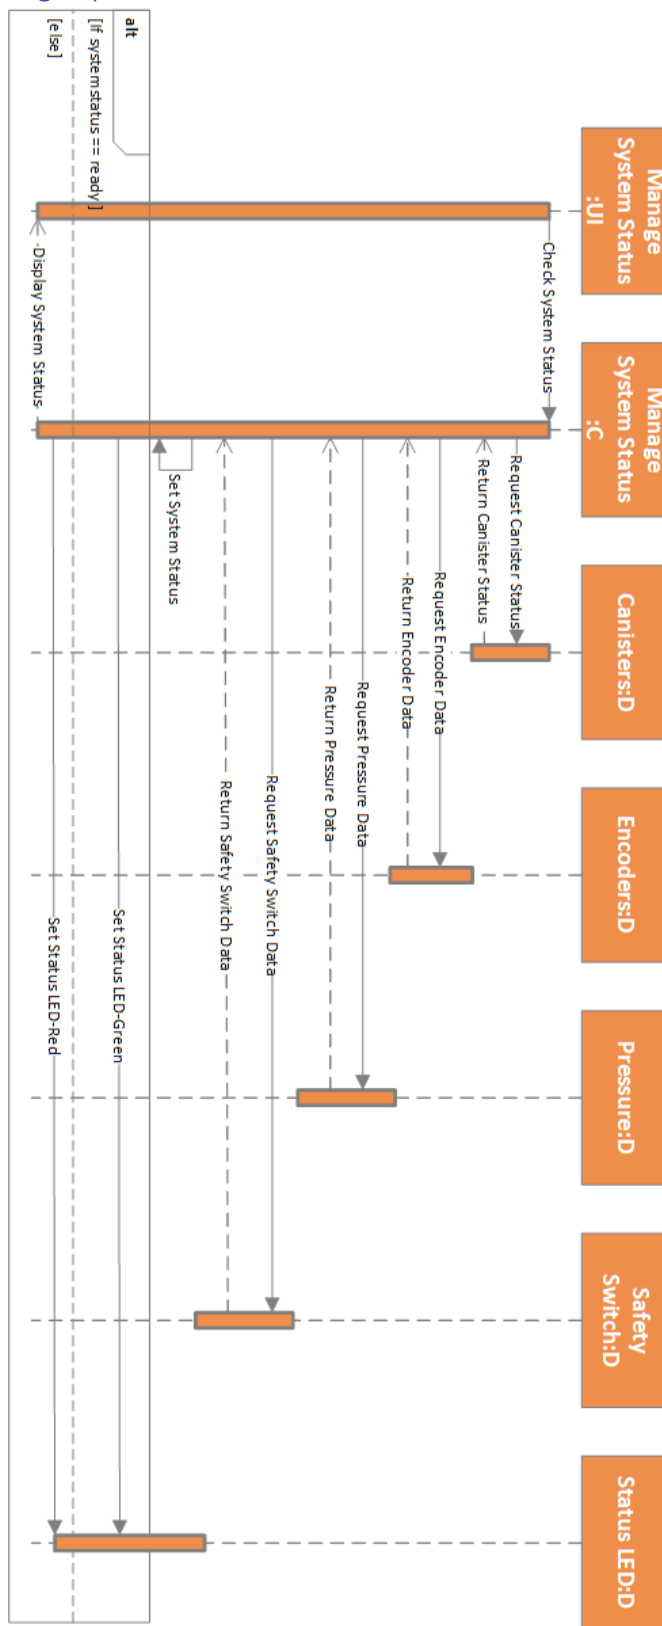 Manage
System Status
:UI
Manage
System Status
:C
Canisters:D
Encoders:D
Pressure:D
Safety
Switch:D
Status LED:D
Check System Status
Request Canister Status
Return Canister Status
Request Encoder Data
Return Encoder Data
Request Pressure Data
Return Pressure Data
Request Safety Switch Data
Return Safety Switch Data
Set System Status
alt
[If systemstatus == ready]
Set Status LED-Green
[else]
Set Status LED-Red
Display System Status